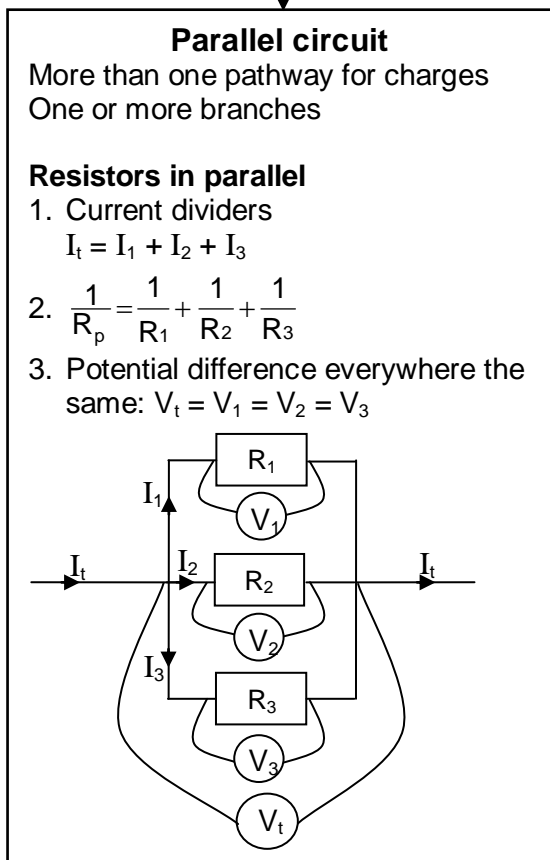 Parallel circuit
More than one pathway for charges
One or more branches
Resistors in parallel
1. Current dividers
I_t = I_1 + I_2 + I_3
2. 1/R_p = 1/R_1 + 1/R_2 + 1/R_3
3. Potential difference everywhere the
same: V_t = V_1 = V_2 = V_3
R_1
I_1
V_1
I_t
I_2
R_2
I_t
V_2
I_3
R_3
V_3
V_t